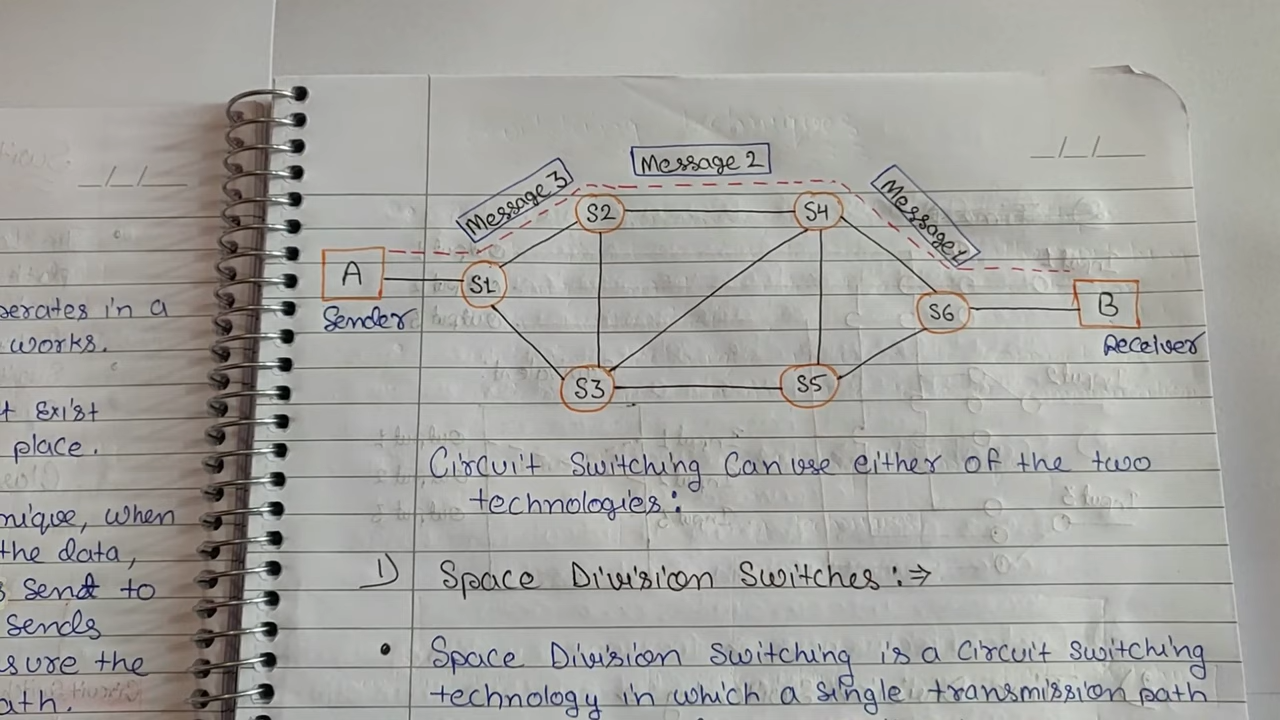 _/_/_
perates in a
works.
t exist
place.
nique, when
the data,
s send to
sends
sure the
ath.
_/_/_
Message 3
Message 2
Message 1
S2
S4
A
S1
S6
B
Sender
Receiver
S3
S5
Circuit Switching Can use either of the two
technologies:
1) Space Division Switches :⇒
• Space Division Switching is a Circuit switching
technology in which a single transmission path